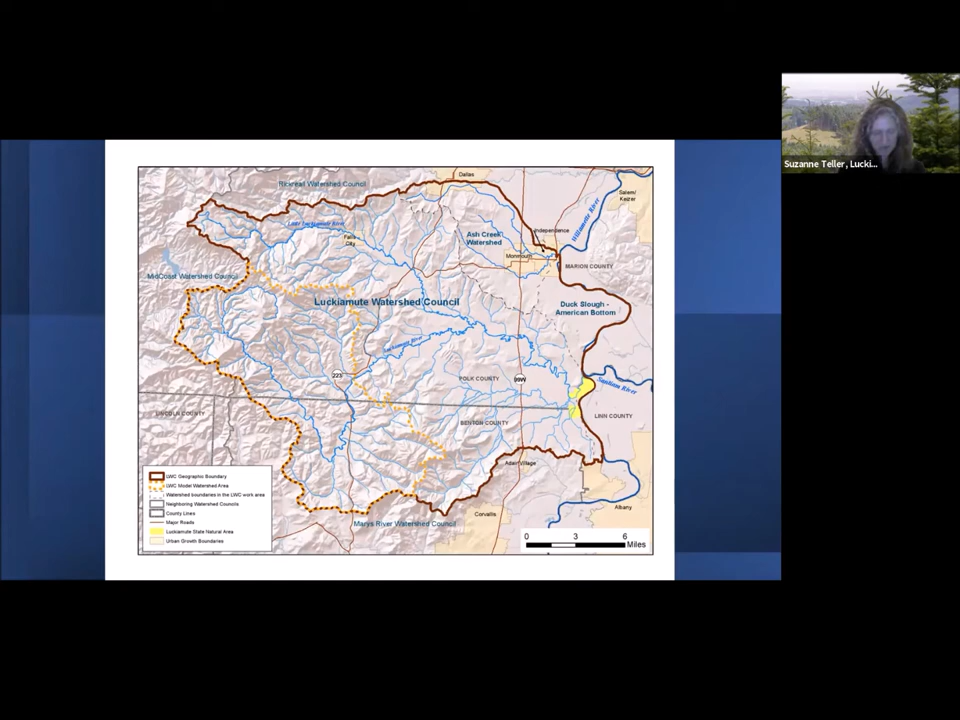 Suzanne Teller, Lucki...
Rickreall Watershed Council
Dallas
Salem/
Keizer
Little Luckiamute River
Falls
City
Ash Creek
Watershed
Independence
Willamette River
Monmouth
MARION COUNTY
MidCoast Watershed Council
Luckiamute Watershed Council
Duck Slough -
American Bottom
Luckiamute River
223
POLK COUNTY
99W
Santiam River
LINCOLN COUNTY
BENTON COUNTY
LINN COUNTY
Adair Village
Albany
Corvallis
Marys River Watershed Council
LWC Geographic Boundary
LWC Model Watershed Area
Watershed boundaries in the LWC work area
Neighboring Watershed Councils
County Lines
Major Roads
Luckiamute State Natural Area
Urban Growth Boundaries
0 3 6
Miles